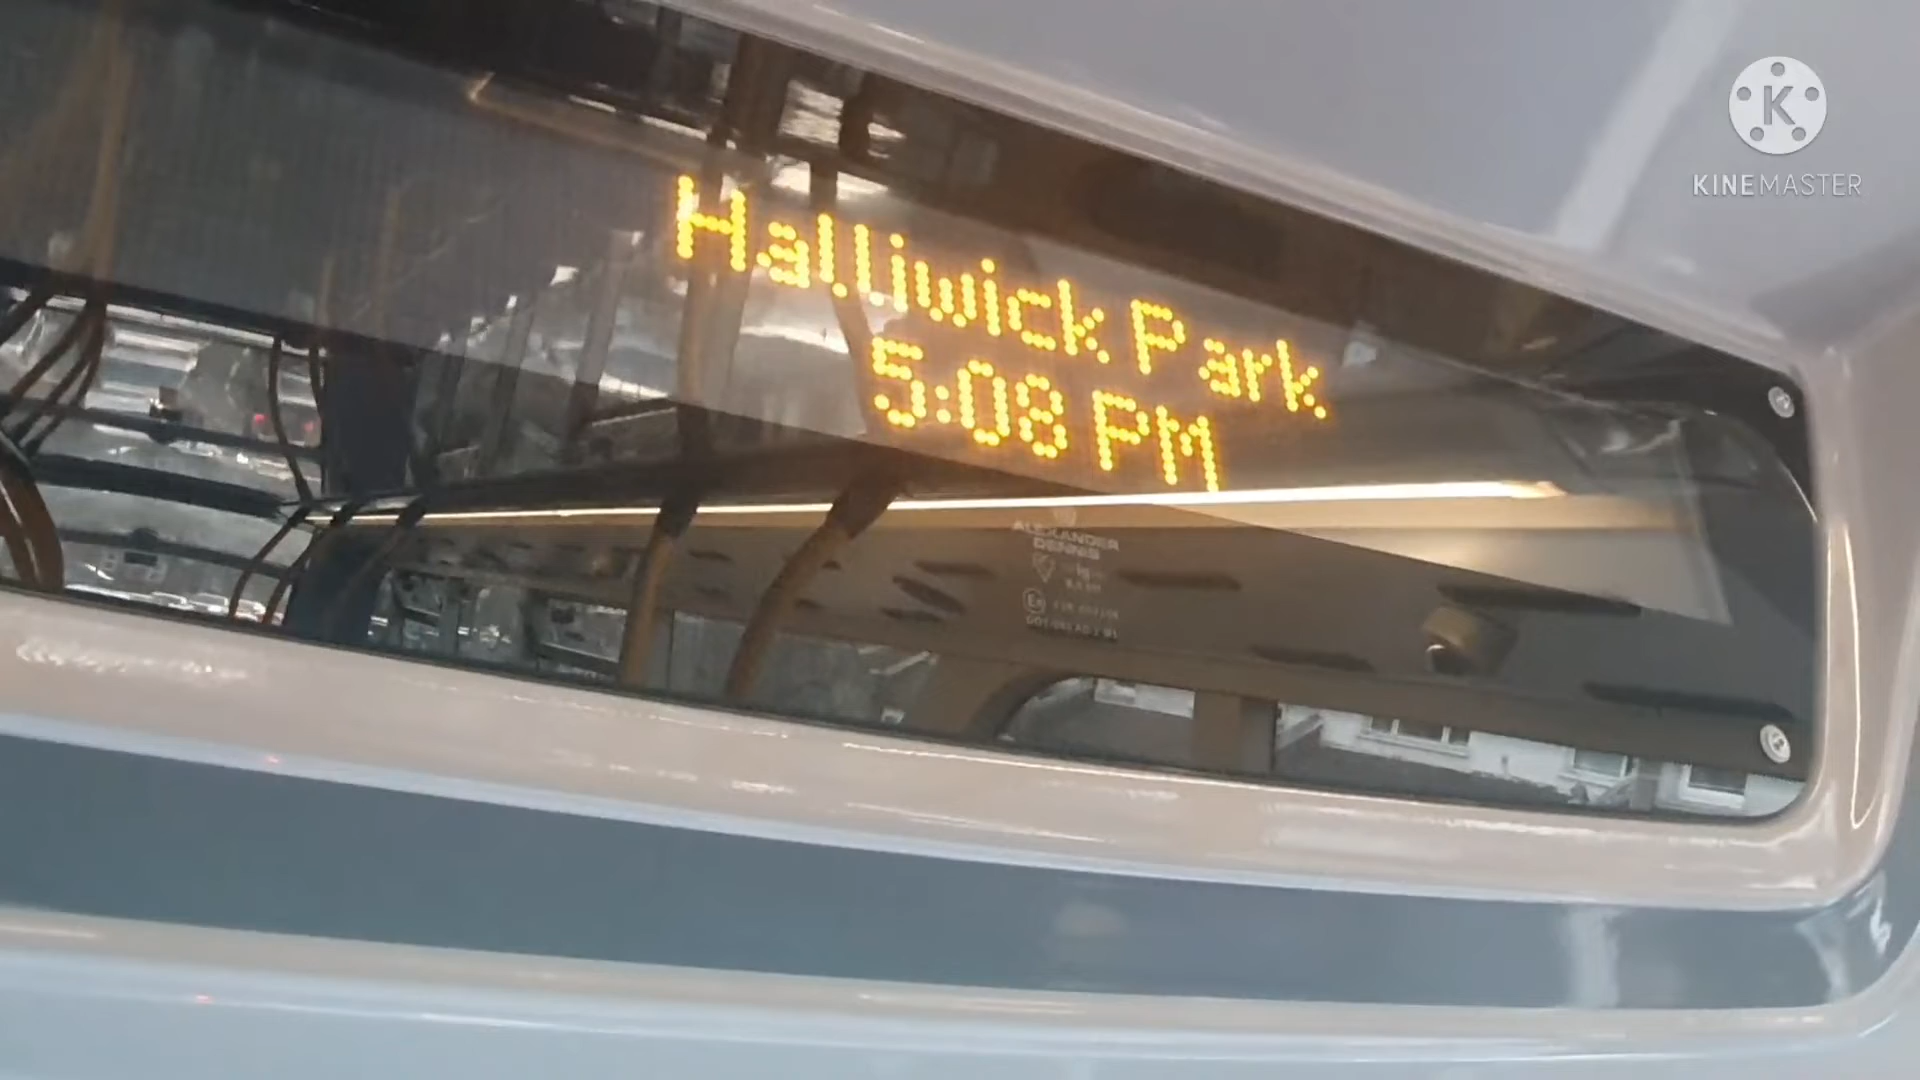 K
KINEMASTER
Halliwick Park
5:08 PM
ALEXANDER
DENNIS